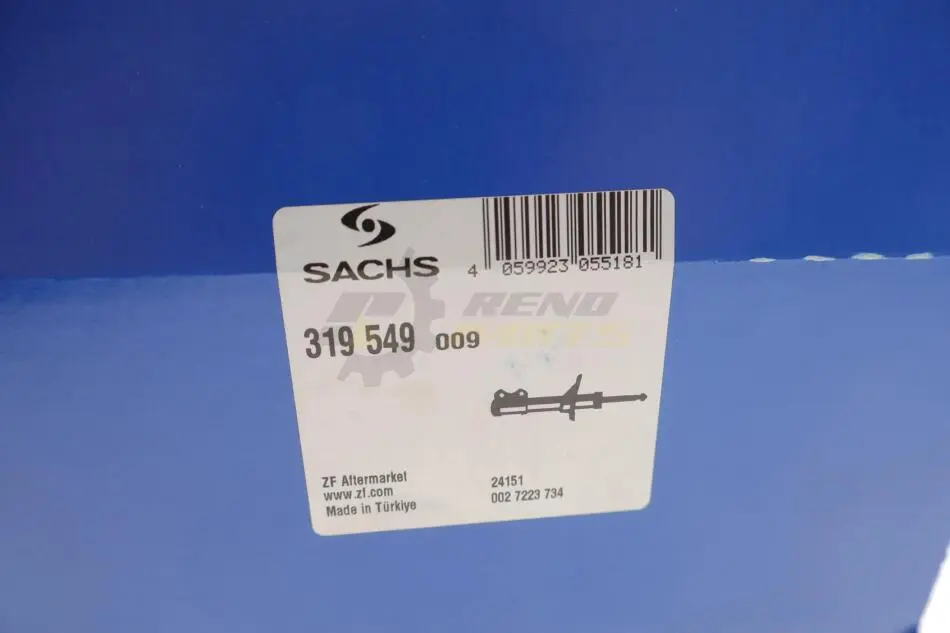 SACHS
4 059923 055181
RENO
PARTS
319 549 009
ZF Aftermarket
www.zf.com
Made in Türkiye
24151
002 7223 734